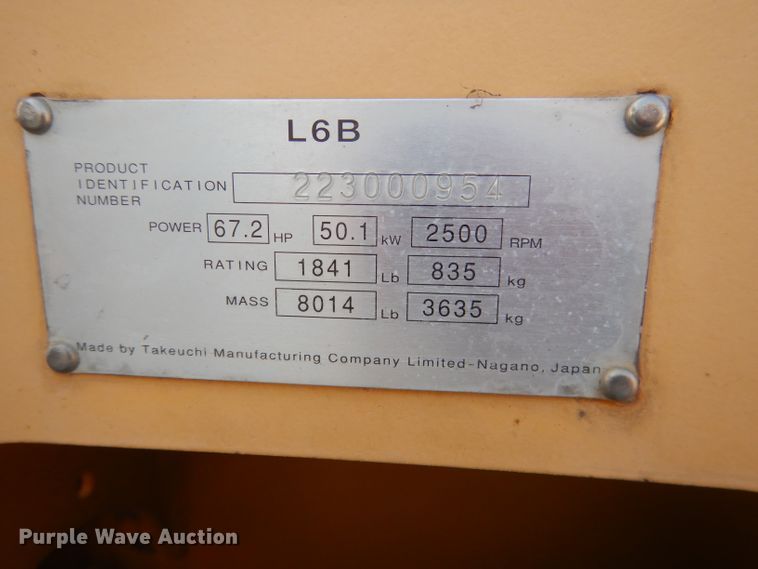 L6B
PRODUCT
IDENTIFICATION 223000954
NUMBER
POWER 67.2 HP 50.1 kW 2500 RPM
RATING 1841 Lb 835 kg
MASS 8014 Lb 3635 kg
Made by Takeuchi Manufacturing Company Limited-Nagano, Japan
Purple Wave Auction®